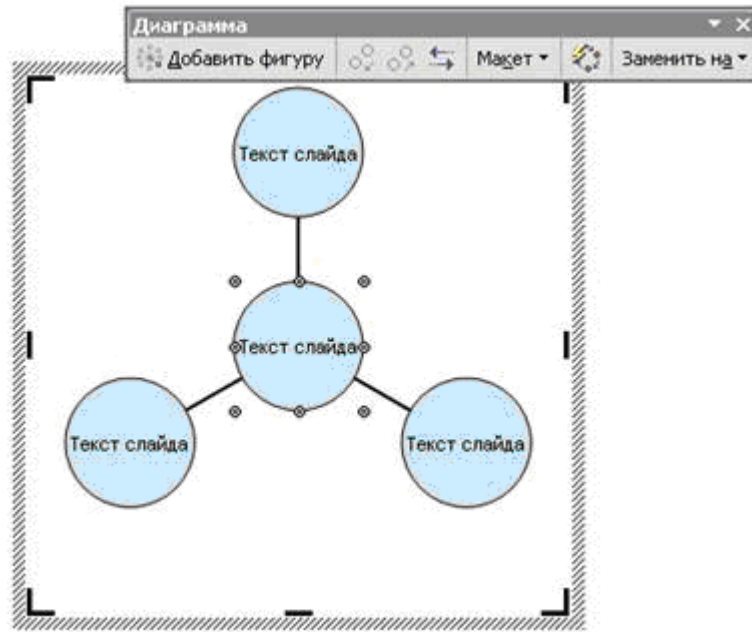 Диаграмма
Добавить фигуру Макет Заменить на
Текст слайда
Текст слайда
Текст слайда Текст слайда